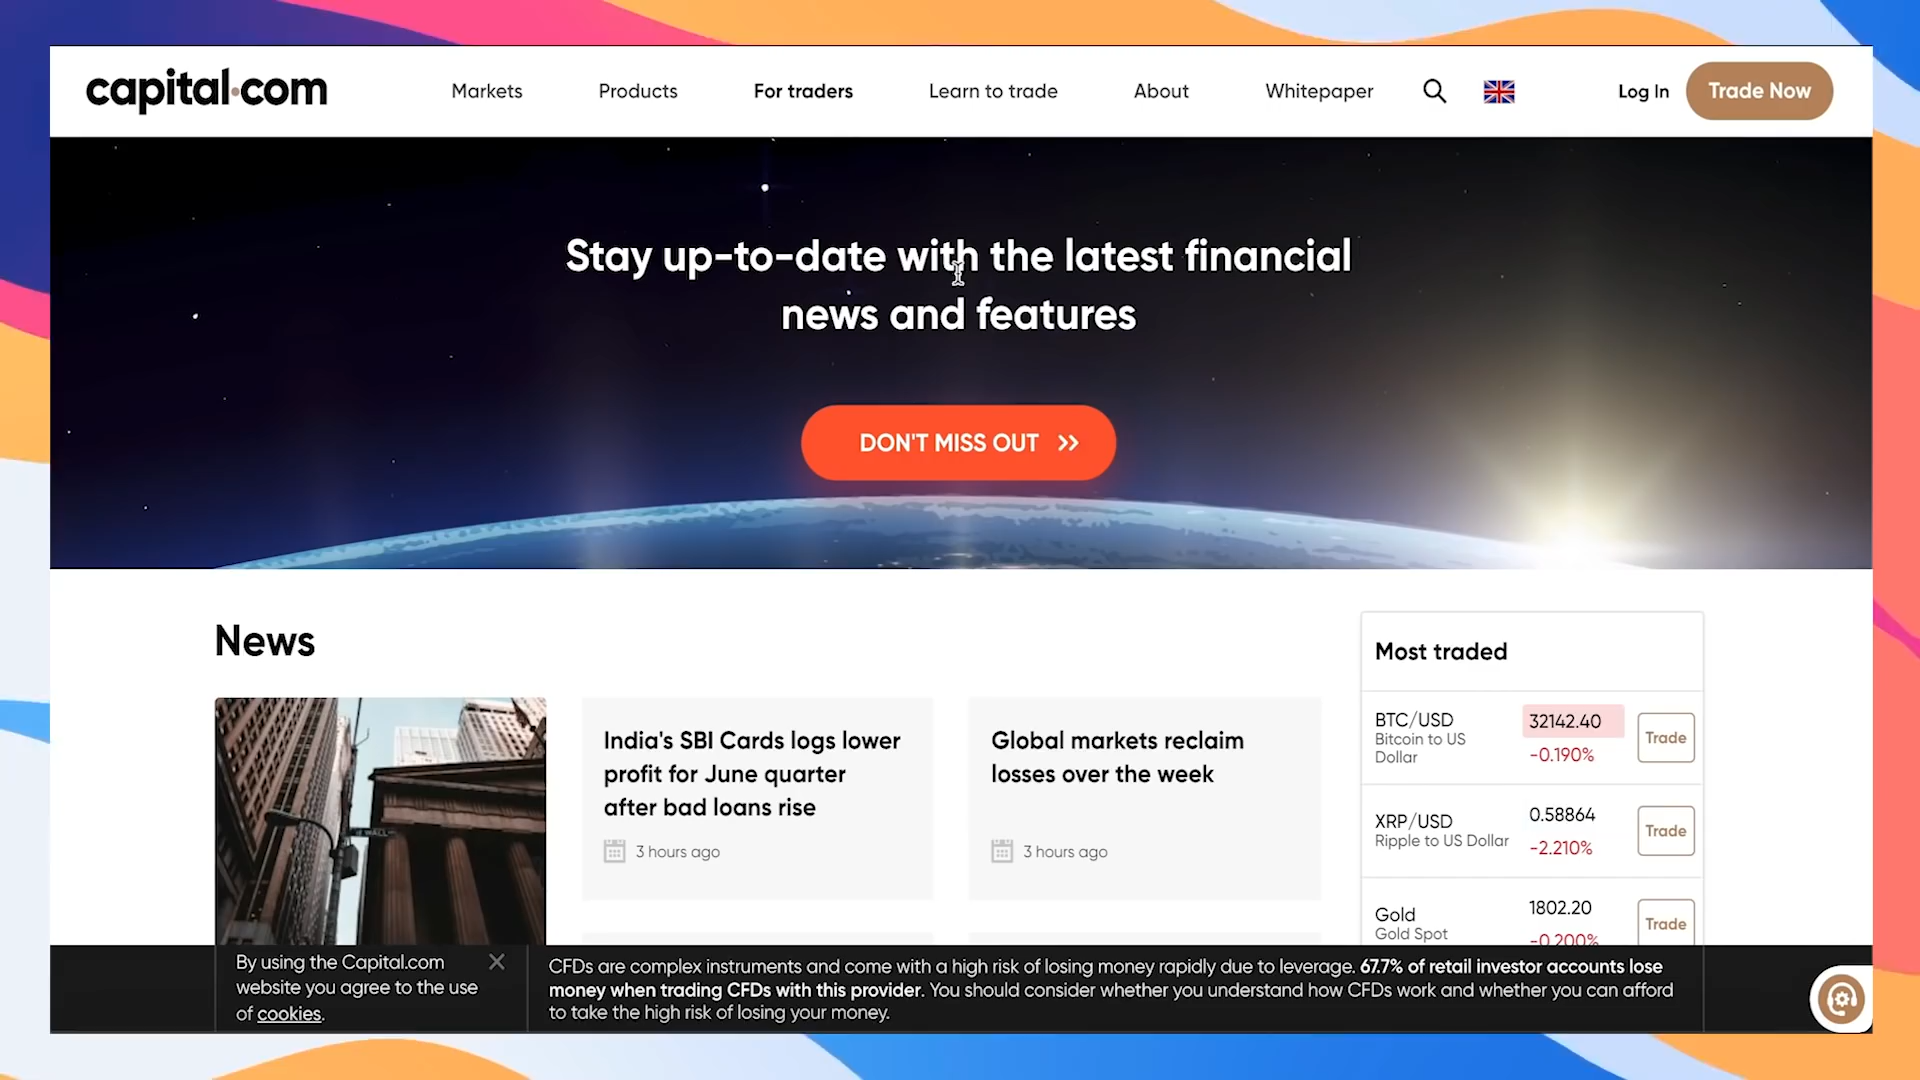 capital.com
Markets
Products
For traders
Learn to trade
About
Whitepaper
Log In
Trade Now
Stay up-to-date with the latest financial
news and features
DON'T MISS OUT >>
News
India's SBI Cards logs lower
profit for June quarter
after bad loans rise
3 hours ago
Global markets reclaim
losses over the week
3 hours ago
Most traded
BTC/USD
Bitcoin to US
Dollar
32142.40
-0.190%
Trade
XRP/USD
Ripple to US Dollar
0.58864
-2.210%
Trade
Gold
Gold Spot
1802.20
-0.200%
Trade
WALL
By using the Capital.com
website you agree to the use
of cookies.
CFDs are complex instruments and come with a high risk of losing money rapidly due to leverage. 67.7% of retail investor accounts lose
money when trading CFDs with this provider. You should consider whether you understand how CFDs work and whether you can afford
to take the high risk of losing your money.